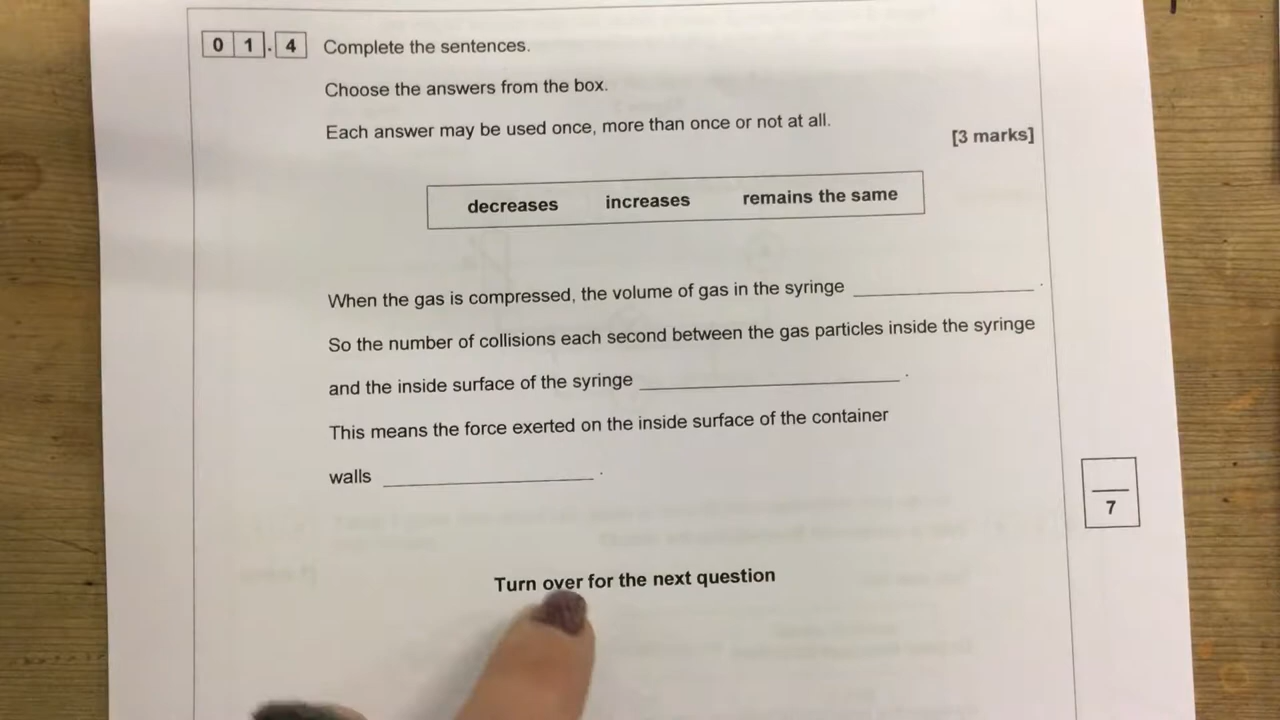 01.4 Complete the sentences.
Choose the answers from the box.
Each answer may be used once, more than once or not at all.
[3 marks]
decreases increases remains the same
When the gas is compressed, the volume of gas in the syringe ______________ .
So the number of collisions each second between the gas particles inside the syringe
and the inside surface of the syringe ______________ .
This means the force exerted on the inside surface of the container
walls ______________ .
7
Turn over for the next question